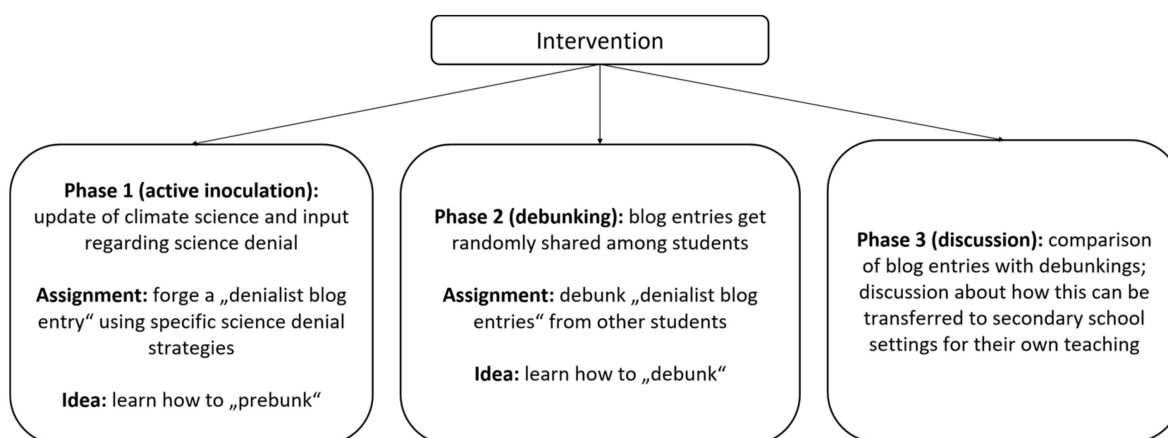 Intervention
Phase 1 (active inoculation):
update of climate science and input
regarding science denial
Assignment: forge a „denialist blog
entry“ using specific science denial
strategies
Idea: learn how to „prebunk“
Phase 2 (debunking): blog entries get
randomly shared among students
Assignment: debunk „denialist blog
entries“ from other students
Idea: learn how to „debunk“
Phase 3 (discussion): comparison
of blog entries with debunkings;
discussion about how this can be
transferred to secondary school
settings for their own teaching